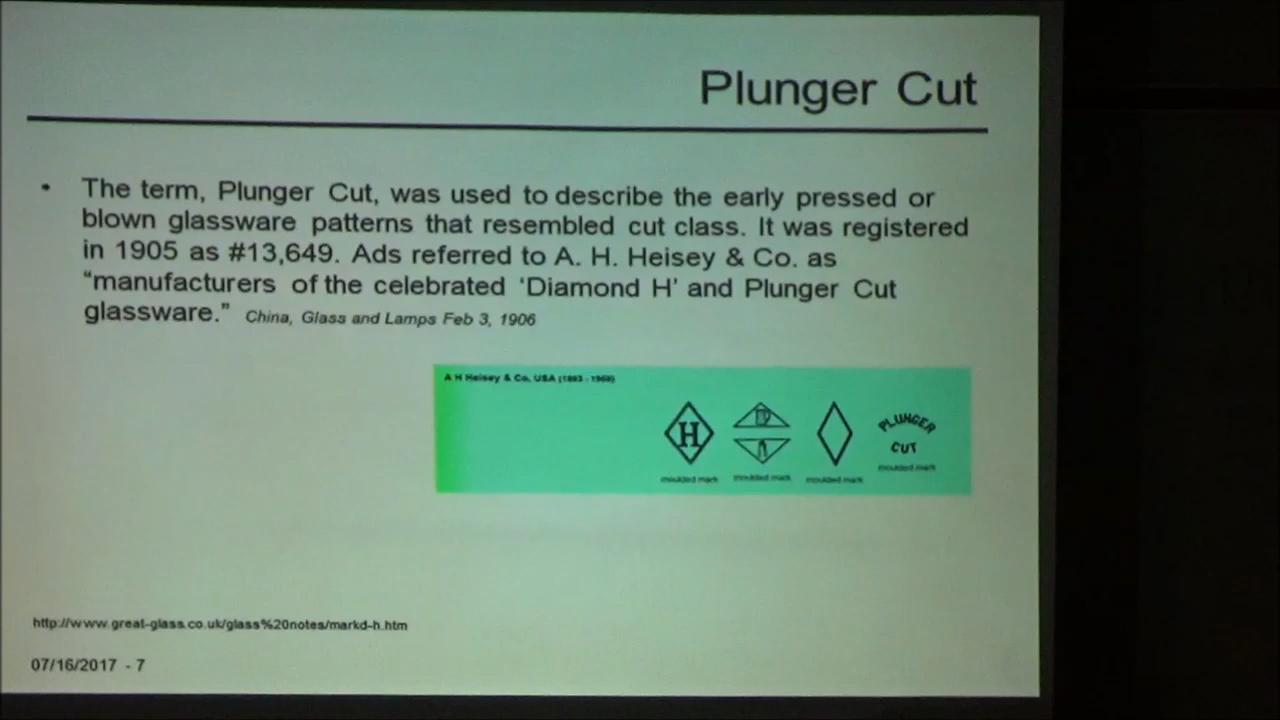 Plunger Cut
• The term, Plunger Cut, was used to describe the early pressed or
blown glassware patterns that resembled cut class. It was registered
in 1905 as #13,649. Ads referred to A. H. Heisey & Co. as
“manufacturers of the celebrated ‘Diamond H’ and Plunger Cut
glassware.” China, Glass and Lamps Feb 3, 1906
A H Heisey & Co, USA (1893 - 1958)
H
PLUNGER
CUT
moulded mark moulded mark moulded mark moulded mark
http://www.great-glass.co.uk/glass%20notes/markd-h.htm
07/16/2017 - 7